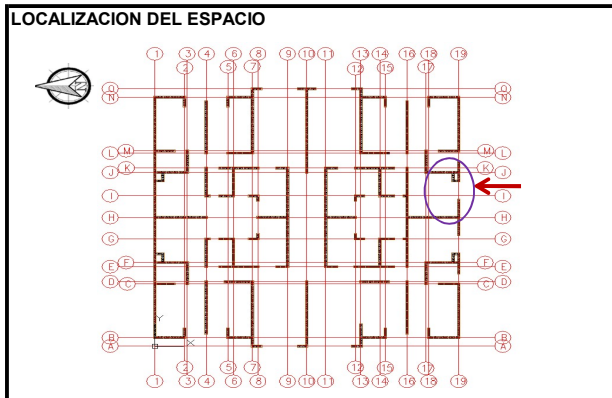 LOCALIZACION DEL ESPACIO
N
1 2 3 4 5 6 7 8 9 10 11 12 13 14 15 16 17 18 19
Q Q
N N
M M
L L
K K
J J
I I
H H
G G
F F
E E
D D
C C
B B
A A
Y
X
1 2 3 4 5 6 7 8 9 10 11 12 13 14 15 16 17 18 19